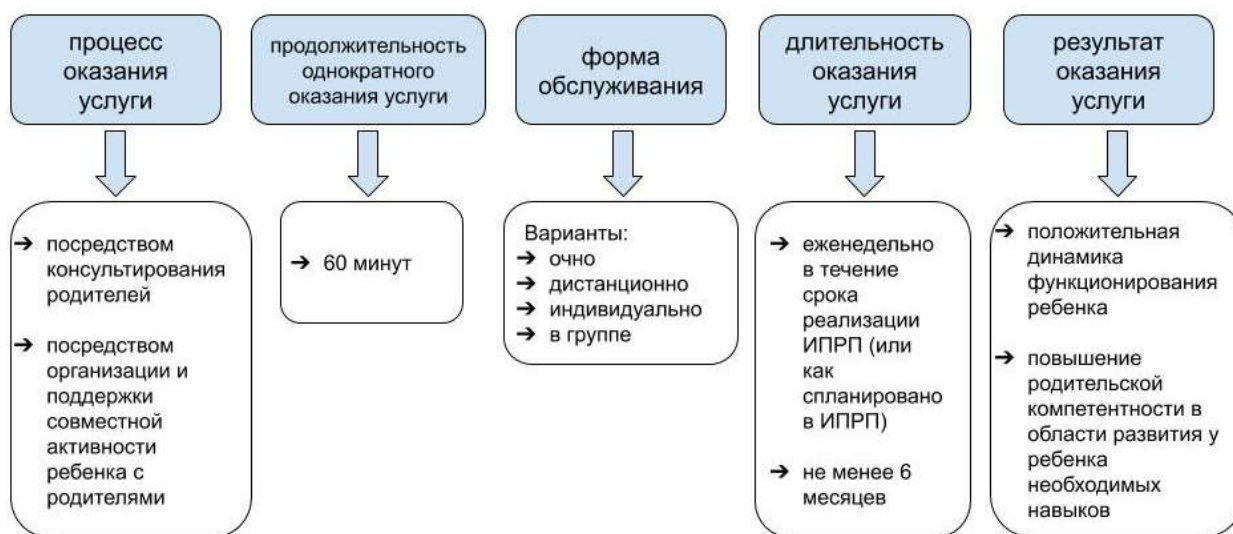 процесс
оказания
услуги
продолжительность
однократного
оказания услуги
форма
обслуживания
длительность
оказания
услуги
результат
оказания
услуги
➔ посредством
консультирования
родителей
➔ посредством
организации и
поддержки
совместной
активности
ребенка с
родителями
➔ 60 минут
Варианты:
➔ очно
➔ дистанционно
➔ индивидуально
➔ в группе
➔ еженедельно
в течение
срока
реализации
ИПРП (или
как
спланировано
в ИПРП)
➔ не менее 6
месяцев
➔ положительная
динамика
функционирования
ребенка
➔ повышение
родительской
компетентности в
области развития у
ребенка
необходимых
навыков